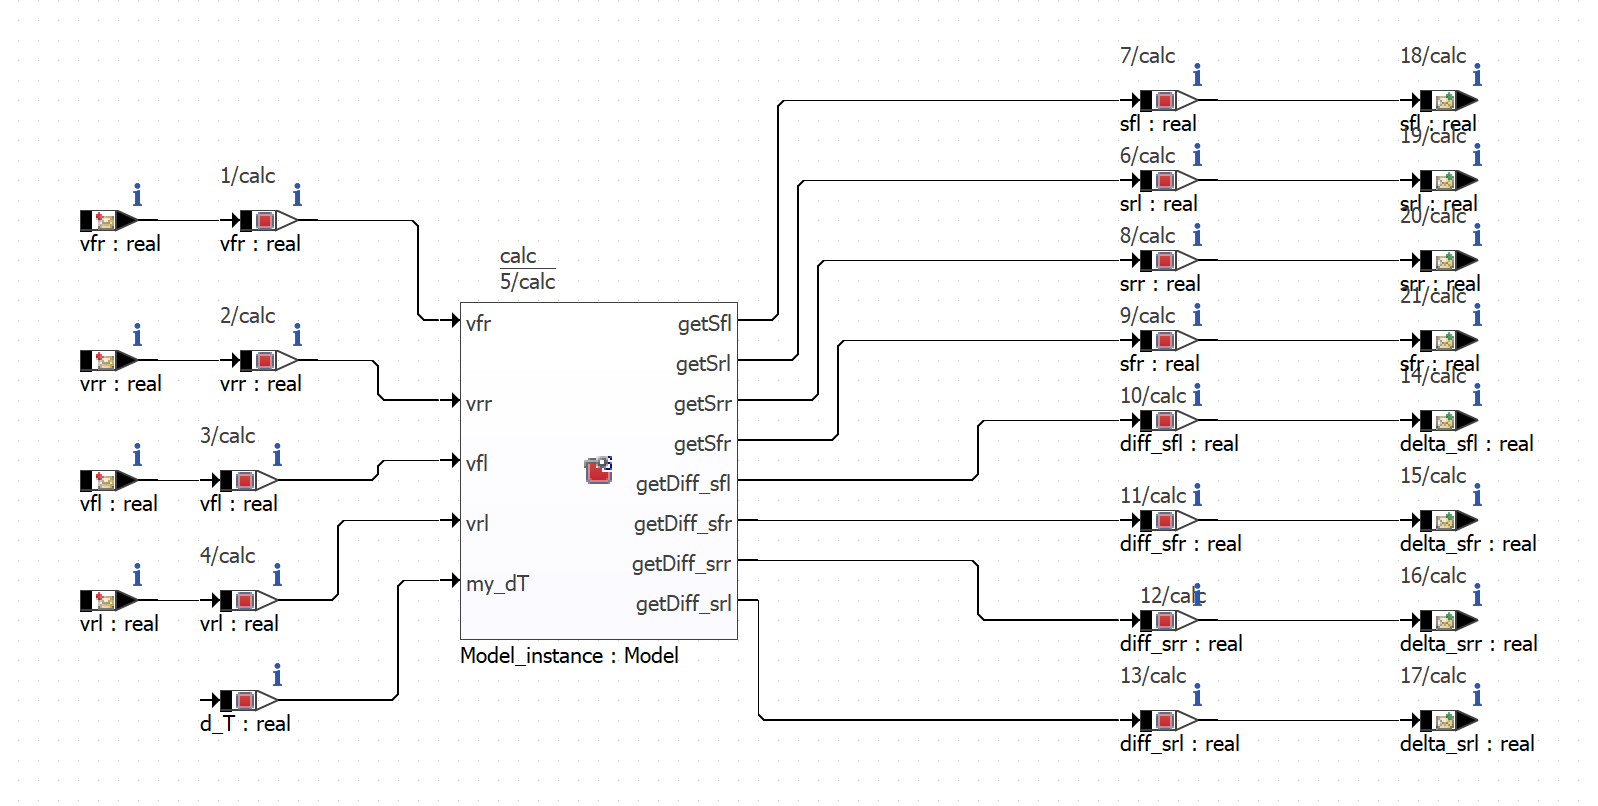 7/calc
18/calc
sfl : real
sfl : real
19/calc
6/calc
1/calc
srl : real
srl : real
20/calc
vfr : real
vfr : real
8/calc
calc
5/calc
srr : real
srr : real
21/calc
2/calc
9/calc
vfr
getSfl
sfr : real
sfr : real
getSrl
14/calc
vrr : real
vrr : real
10/calc
vrr
getSrr
3/calc
getSfr
diff_sfl : real
delta_sfl : real
vfl
getDiff_sfl
15/calc
11/calc
vfl : real
vfl : real
vrl
getDiff_sfr
diff_sfr : real
delta_sfr : real
4/calc
getDiff_srr
16/calc
my_dT
12/calc
getDiff_srl
vrl : real
vrl : real
diff_srr : real
delta_srr : real
Model_instance : Model
13/calc
17/calc
d_T : real
diff_srl : real
delta_srl : real